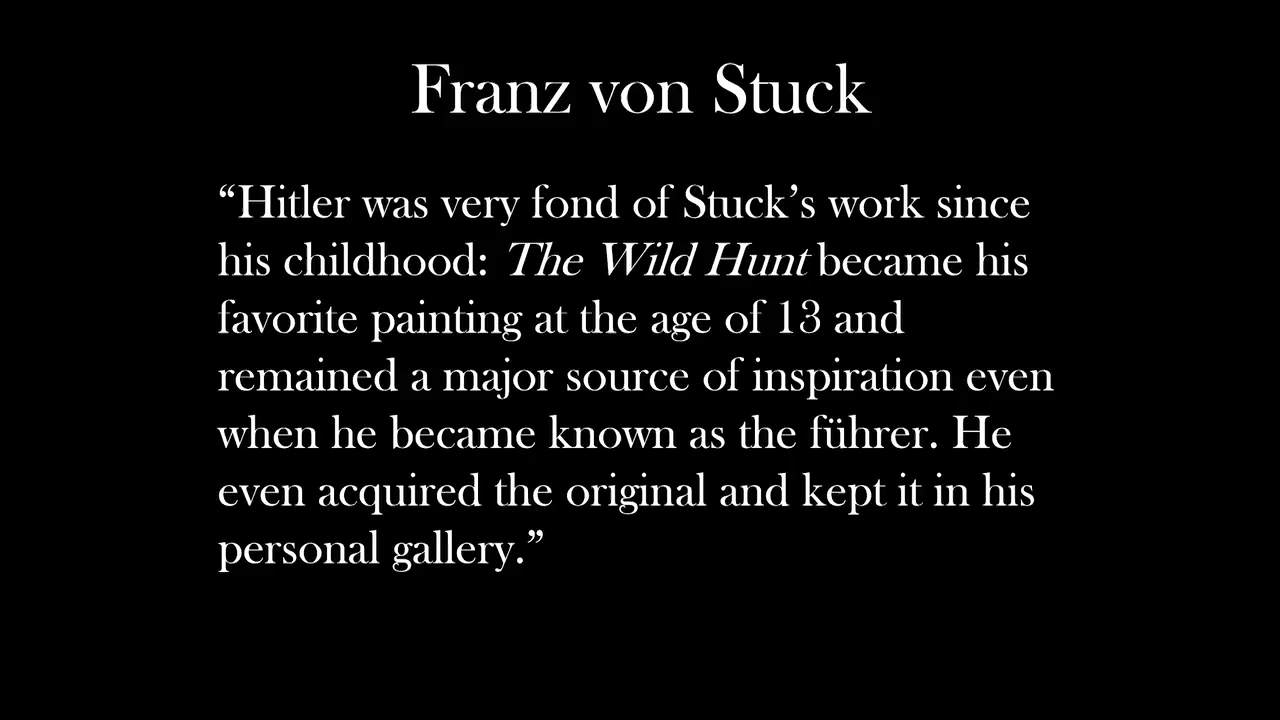 Franz von Stuck
“Hitler was very fond of Stuck’s work since
his childhood: The Wild Hunt became his
favorite painting at the age of 13 and
remained a major source of inspiration even
when he became known as the führer. He
even acquired the original and kept it in his
personal gallery.”